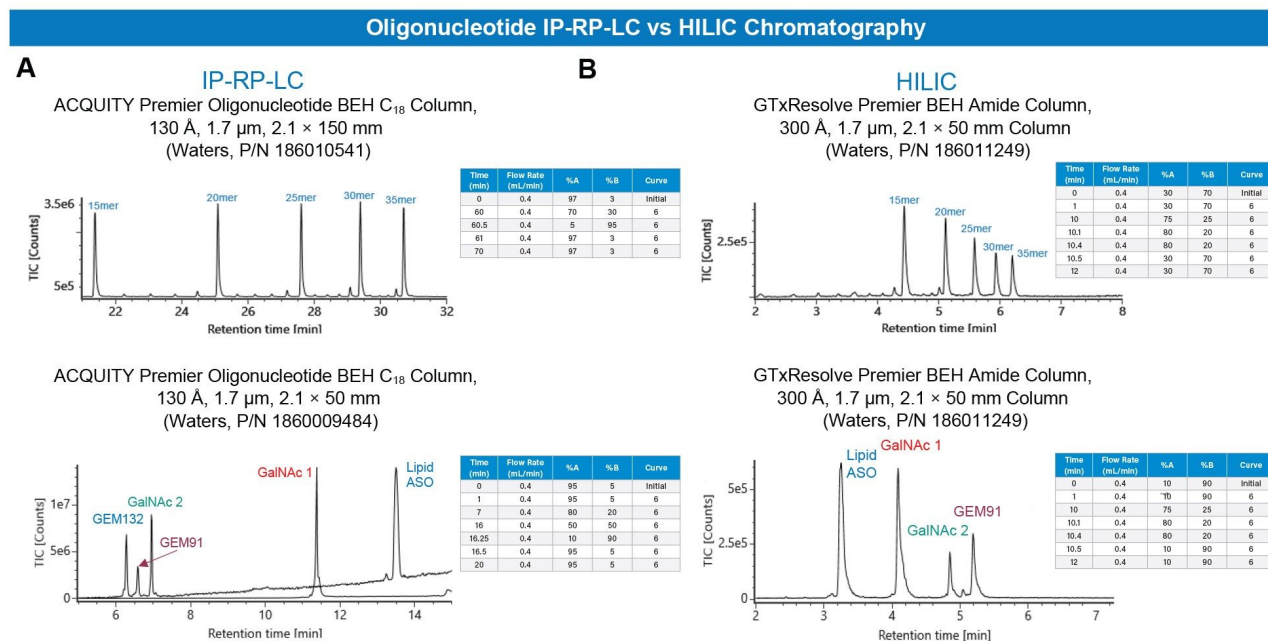 Oligonucleotide IP-RP-LC vs HILIC Chromatography
A
IP-RP-LC
ACQUITY Premier Oligonucleotide BEH C₁₈ Column,
130 Å, 1.7 µm, 2.1 × 150 mm
(Waters, P/N 186010541)
3.5e6
5e5
TIC [Counts]
15mer
20mer
25mer
30mer
35mer
22 24 26 28 30 32
Retention time [min]
Time (min) Flow Rate (mL/min) %A %B Curve
0 0.4 97 3 Initial
60 0.4 70 30 6
60.5 0.4 5 95 6
61 0.4 97 3 6
70 0.4 97 3 6
ACQUITY Premier Oligonucleotide BEH C₁₈ Column,
130 Å, 1.7 µm, 2.1 × 50 mm
(Waters, P/N 1860009484)
1e7
5e6
0
TIC [Counts]
GEM132
GEM91
GalNAc 2
GalNAc 1
Lipid
ASO
6 8 10 12 14
Retention time [min]
Time (min) Flow Rate (mL/min) %A %B Curve
0 0.4 95 5 Initial
1 0.4 95 5 6
7 0.4 80 20 6
16 0.4 50 50 6
16.25 0.4 10 90 6
16.5 0.4 95 5 6
20 0.4 95 5 6
B
HILIC
GTxResolve Premier BEH Amide Column,
300 Å, 1.7 µm, 2.1 × 50 mm Column
(Waters, P/N 186011249)
2.5e5
TIC [Counts]
15mer
20mer
25mer
30mer
35mer
2 3 4 5 6 7 8
Retention time [min]
Time (min) Flow Rate (mL/min) %A %B Curve
0 0.4 30 70 Initial
1 0.4 30 70 6
10 0.4 75 25 6
10.1 0.4 80 20 6
10.4 0.4 80 20 6
10.5 0.4 30 70 6
12 0.4 30 70 6
GTxResolve Premier BEH Amide Column,
300 Å, 1.7 µm, 2.1 × 50 mm Column
(Waters, P/N 186011249)
5e5
2.5e5
0
TIC [Counts]
Lipid
ASO
GalNAc 1
GalNAc 2
GEM91
2 3 4 5 6 7
Retention time [min]
Time (min) Flow Rate (mL/min) %A %B Curve
0 0.4 10 90 Initial
1 0.4 10 90 6
10 0.4 75 25 6
10.1 0.4 80 20 6
10.4 0.4 80 20 6
10.5 0.4 10 90 6
12 0.4 10 90 6